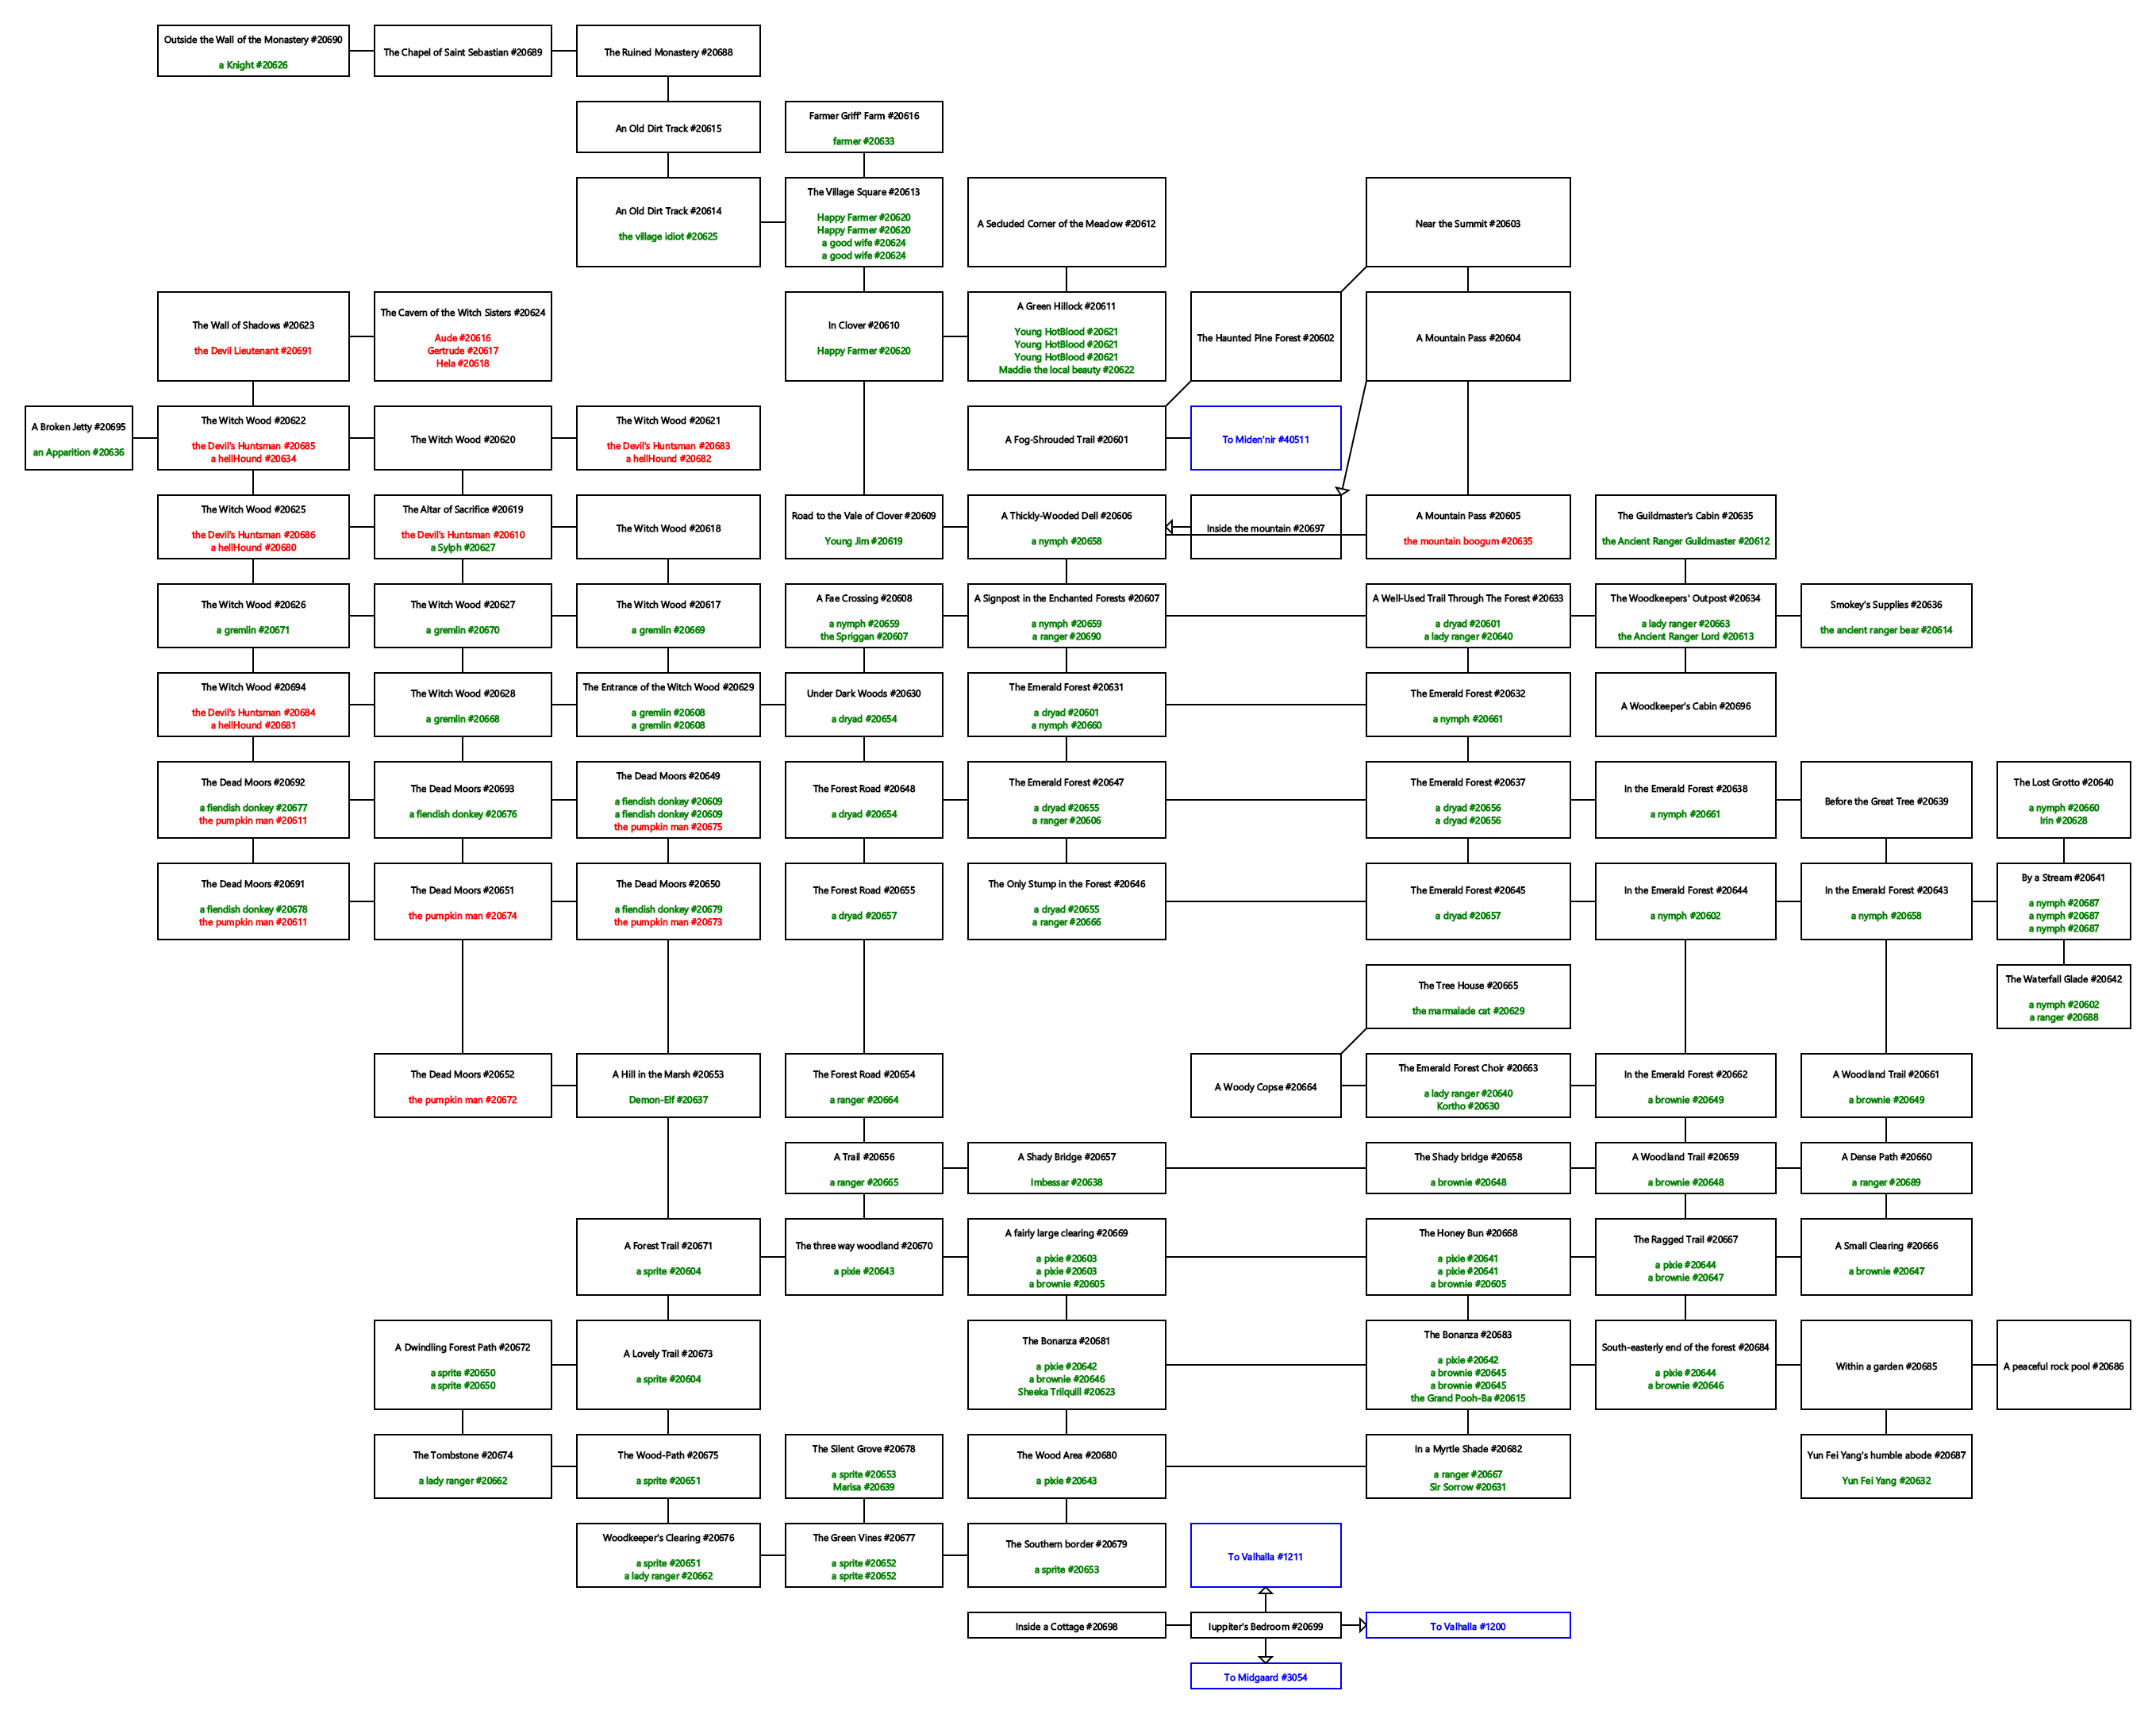 Outside the Wall of the Monastery #20690
a Knight #20626
The Chapel of Saint Sebastian #20689
The Ruined Monastery #20688
An Old Dirt Track #20615
Farmer Griff' Farm #20616
farmer #20633
An Old Dirt Track #20614
the village idiot #20625
The Village Square #20613
Happy Farmer #20620
Happy Farmer #20620
a good wife #20624
a good wife #20624
A Secluded Corner of the Meadow #20612
Near the Summit #20603
The Wall of Shadows #20623
the Devil Lieutenant #20691
The Cavern of the Witch Sisters #20624
Aude #20616
Gertrude #20617
Hela #20618
In Clover #20610
Happy Farmer #20620
A Green Hillock #20611
Young HotBlood #20621
Young HotBlood #20621
Young HotBlood #20621
Maddie the local beauty #20622
The Haunted Pine Forest #20602
A Mountain Pass #20604
A Broken Jetty #20695
an Apparition #20636
The Witch Wood #20622
the Devil's Huntsman #20685
a hellHound #20634
The Witch Wood #20620
The Witch Wood #20621
the Devil's Huntsman #20683
a hellHound #20682
A Fog-Shrouded Trail #20601
To Miden'nir #40511
The Witch Wood #20625
the Devil's Huntsman #20686
a hellHound #20680
The Altar of Sacrifice #20619
the Devil's Huntsman #20610
a Sylph #20627
The Witch Wood #20618
Road to the Vale of Clover #20609
Young Jim #20619
A Thickly-Wooded Dell #20606
a nymph #20658
Inside the mountain #20697
A Mountain Pass #20605
the mountain boogum #20635
The Guildmaster's Cabin #20635
the Ancient Ranger Guildmaster #20612
The Witch Wood #20626
a gremlin #20671
The Witch Wood #20627
a gremlin #20670
The Witch Wood #20617
a gremlin #20669
A Fae Crossing #20608
a nymph #20659
the Spriggan #20607
A Signpost in the Enchanted Forests #20607
a nymph #20659
a ranger #20690
A Well-Used Trail Through The Forest #20633
a dryad #20601
a lady ranger #20640
The Woodkeepers' Outpost #20634
a lady ranger #20663
the Ancient Ranger Lord #20613
Smokey's Supplies #20636
the ancient ranger bear #20614
The Witch Wood #20694
the Devil's Huntsman #20684
a hellHound #20681
The Witch Wood #20628
a gremlin #20668
The Entrance of the Witch Wood #20629
a gremlin #20608
a gremlin #20608
Under Dark Woods #20630
a dryad #20654
The Emerald Forest #20631
a dryad #20601
a nymph #20660
The Emerald Forest #20632
a nymph #20661
A Woodkeeper's Cabin #20696
The Dead Moors #20692
a fiendish donkey #20677
the pumpkin man #20611
The Dead Moors #20693
a fiendish donkey #20676
The Dead Moors #20649
a fiendish donkey #20609
a fiendish donkey #20609
the pumpkin man #20675
The Forest Road #20648
a dryad #20654
The Emerald Forest #20647
a dryad #20655
a ranger #20606
The Emerald Forest #20637
a dryad #20656
a dryad #20656
In the Emerald Forest #20638
a nymph #20661
Before the Great Tree #20639
The Lost Grotto #20640
a nymph #20660
Irin #20628
The Dead Moors #20691
a fiendish donkey #20678
the pumpkin man #20611
The Dead Moors #20651
the pumpkin man #20674
The Dead Moors #20650
a fiendish donkey #20679
the pumpkin man #20673
The Forest Road #20655
a dryad #20657
The Only Stump in the Forest #20646
a dryad #20655
a ranger #20666
The Emerald Forest #20645
a dryad #20657
In the Emerald Forest #20644
a nymph #20602
In the Emerald Forest #20643
a nymph #20658
By a Stream #20641
a nymph #20687
a nymph #20687
a nymph #20687
The Tree House #20665
the marmalade cat #20629
The Waterfall Glade #20642
a nymph #20602
a ranger #20688
The Dead Moors #20652
the pumpkin man #20672
A Hill in the Marsh #20653
Demon-Elf #20637
The Forest Road #20654
a ranger #20664
A Woody Copse #20664
The Emerald Forest Choir #20663
a lady ranger #20640
Kortho #20630
In the Emerald Forest #20662
a brownie #20649
A Woodland Trail #20661
a brownie #20649
A Trail #20656
a ranger #20665
A Shady Bridge #20657
Imbessar #20638
The Shady bridge #20658
a brownie #20648
A Woodland Trail #20659
a brownie #20648
A Dense Path #20660
a ranger #20689
A Forest Trail #20671
a sprite #20604
The three way woodland #20670
a pixie #20643
A fairly large clearing #20669
a pixie #20603
a pixie #20603
a brownie #20605
The Honey Bun #20668
a pixie #20641
a pixie #20641
a brownie #20605
The Ragged Trail #20667
a pixie #20644
a brownie #20647
A Small Clearing #20666
a brownie #20647
A Dwindling Forest Path #20672
a sprite #20650
a sprite #20650
A Lovely Trail #20673
a sprite #20604
The Bonanza #20681
a pixie #20642
a brownie #20646
Sheeka Trilquill #20623
The Bonanza #20683
a pixie #20642
a brownie #20645
a brownie #20645
the Grand Pooh-Ba #20615
South-easterly end of the forest #20684
a pixie #20644
a brownie #20646
Within a garden #20685
A peaceful rock pool #20686
The Tombstone #20674
a lady ranger #20662
The Wood-Path #20675
a sprite #20651
The Silent Grove #20678
a sprite #20653
Marisa #20639
The Wood Area #20680
a pixie #20643
In a Myrtle Shade #20682
a ranger #20667
Sir Sorrow #20631
Yun Fei Yang's humble abode #20687
Yun Fei Yang #20632
Woodkeeper's Clearing #20676
a sprite #20651
a lady ranger #20662
The Green Vines #20677
a sprite #20652
a sprite #20652
The Southern border #20679
a sprite #20653
To Valhalla #1211
Inside a Cottage #20698
Iuppiter's Bedroom #20699
To Valhalla #1200
To Midgaard #3054